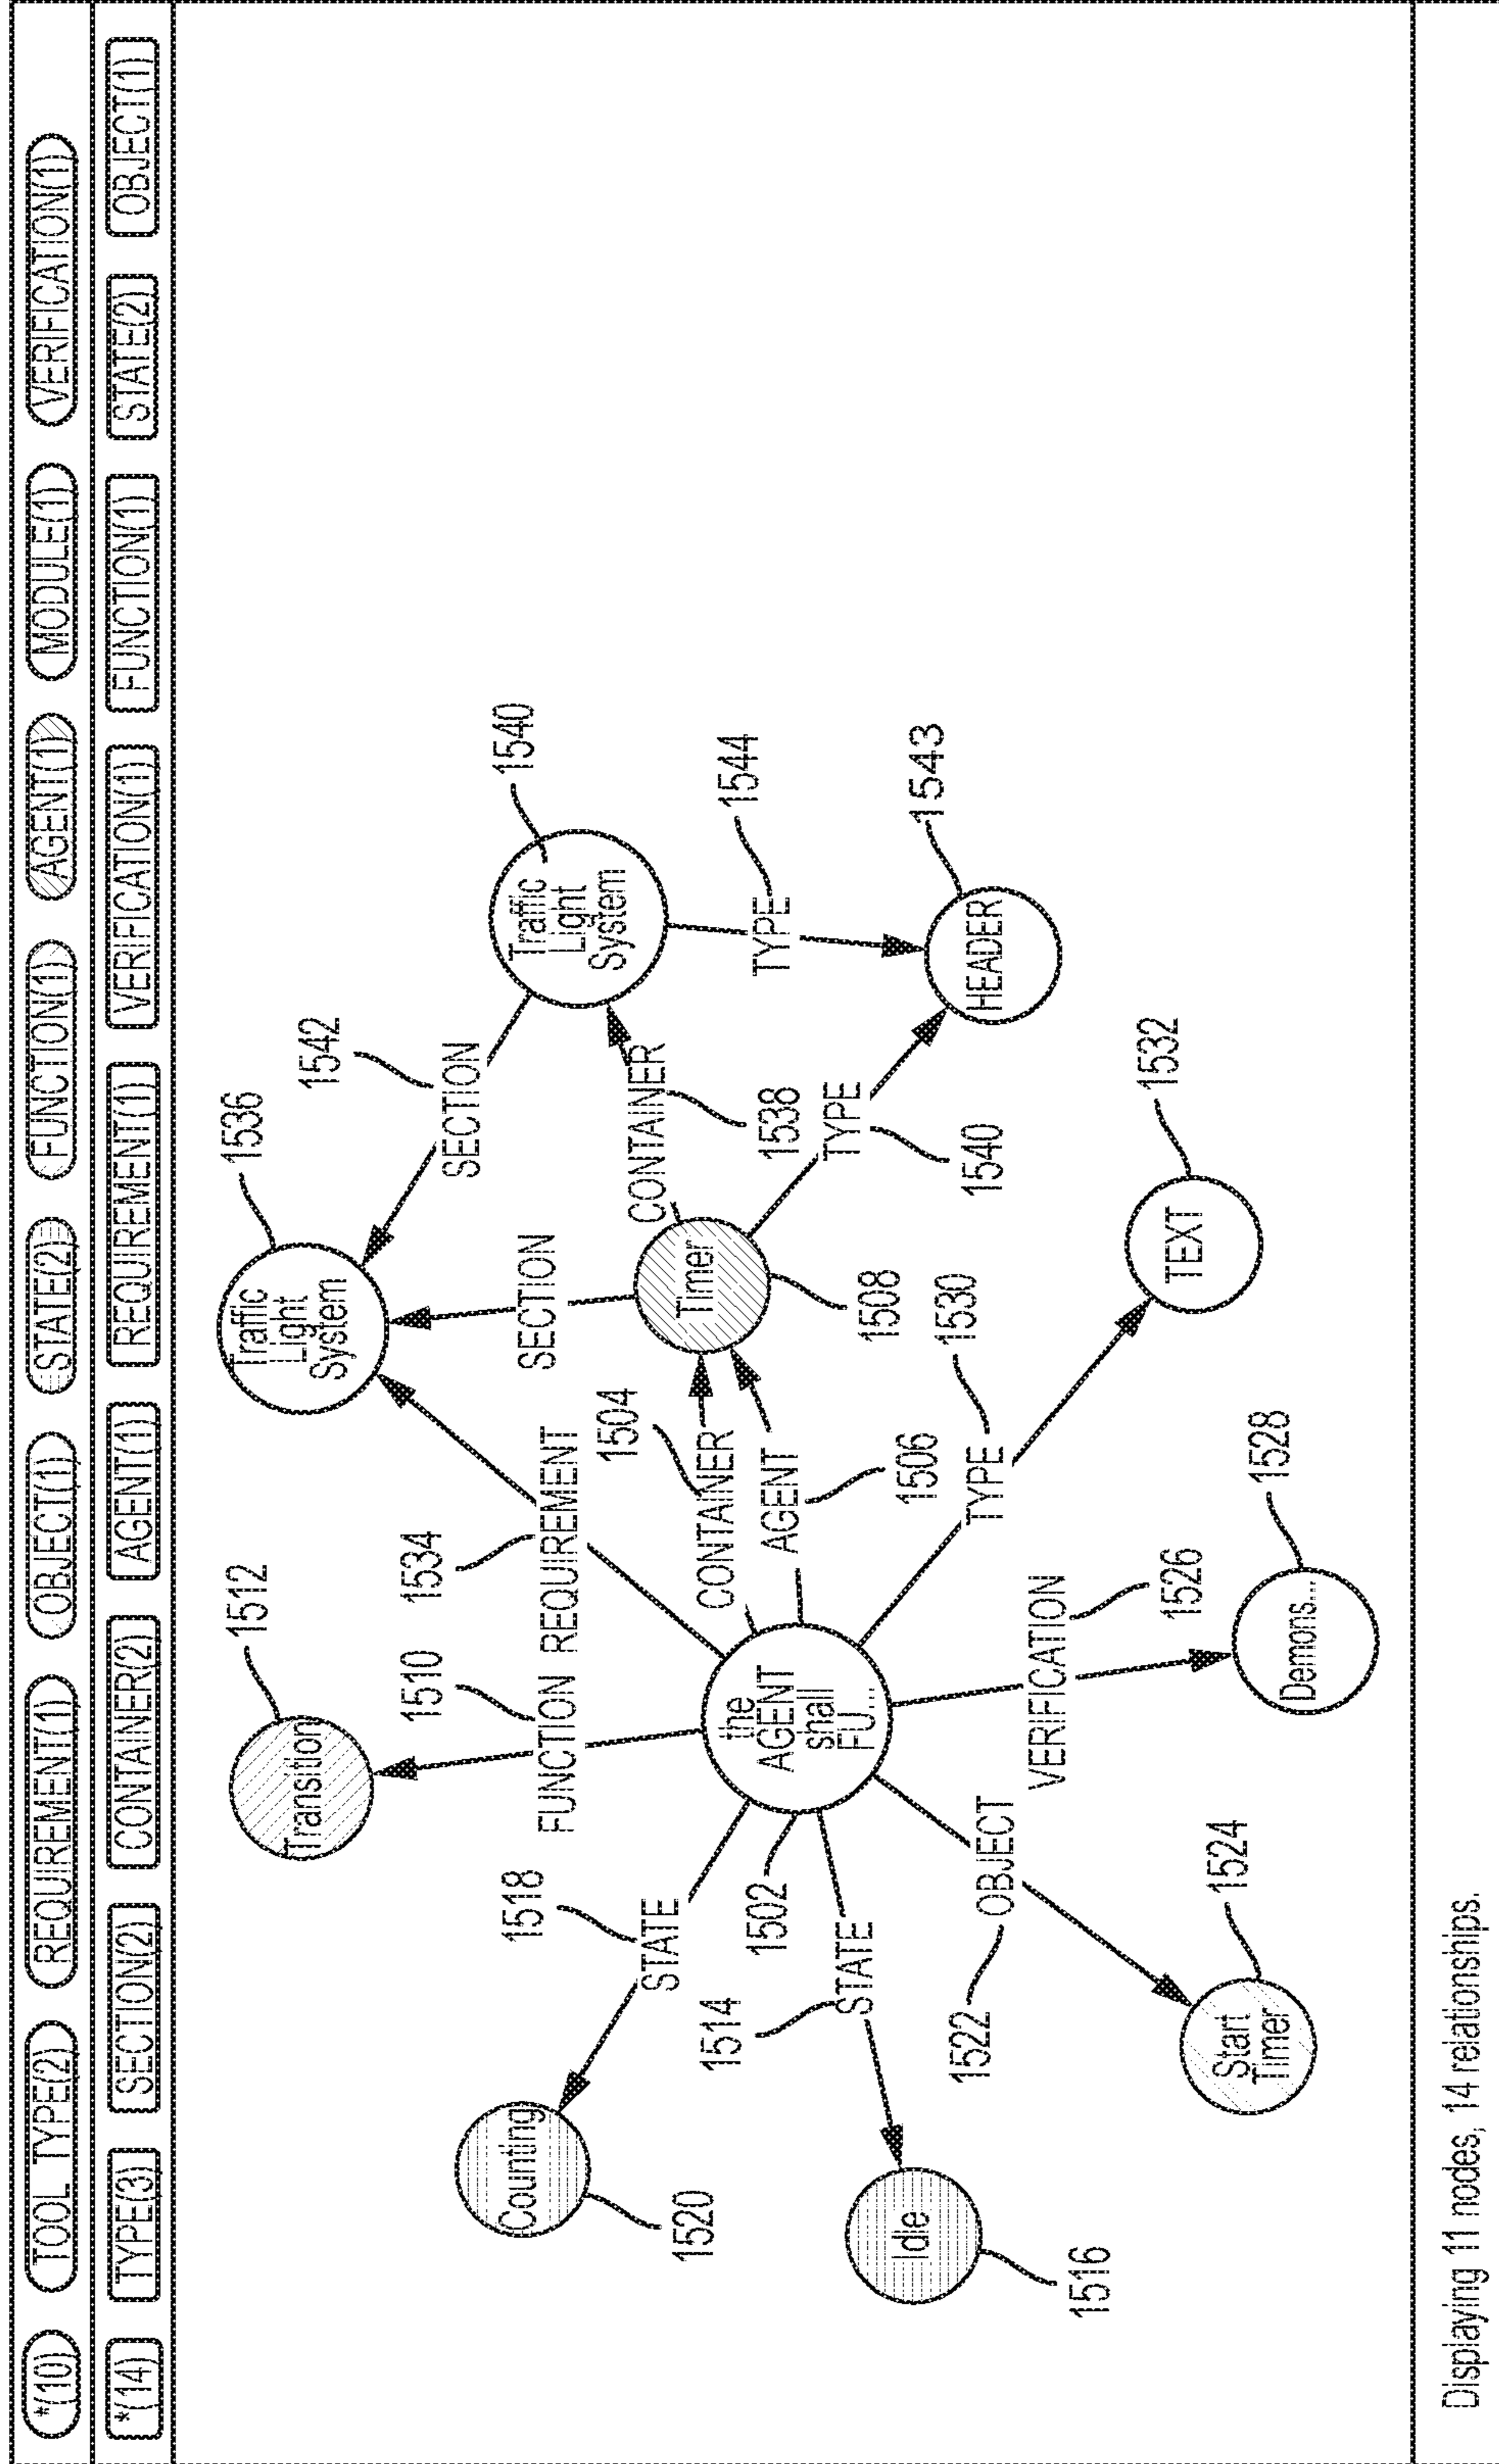 *(10) TOOL TYPE(2) REQUIREMENT(1) OBJECT(1) STATE(2) FUNCTION(1) AGENT(1) MODULE(1) VERIFICATION(1)
*(14) TYPE(3) SECTION(2) CONTAINER(2) AGENT(1) REQUIREMENT(1) VERIFICATION(1) FUNCTION(1) STATE(2) OBJECT(1)
1512
Transition
1536
Traffic
Light
System
1510
1534
FUNCTION
REQUIREMENT
1542
SECTION
SECTION
1540
Traffic
Light
System
1518
STATE
Counting
1520
1504
CONTAINER
CONTAINER
1538
Timer
1508
the
AGENT
shall
FU...
1502
AGENT
1506
1544
TYPE
TYPE
1540
1514
STATE
Idle
1516
1543
HEADER
1522
OBJECT
VERIFICATION
1526
1530
TYPE
1532
TEXT
1524
Start
Timer
1528
Demons...
Displaying 11 nodes, 14 relationships.